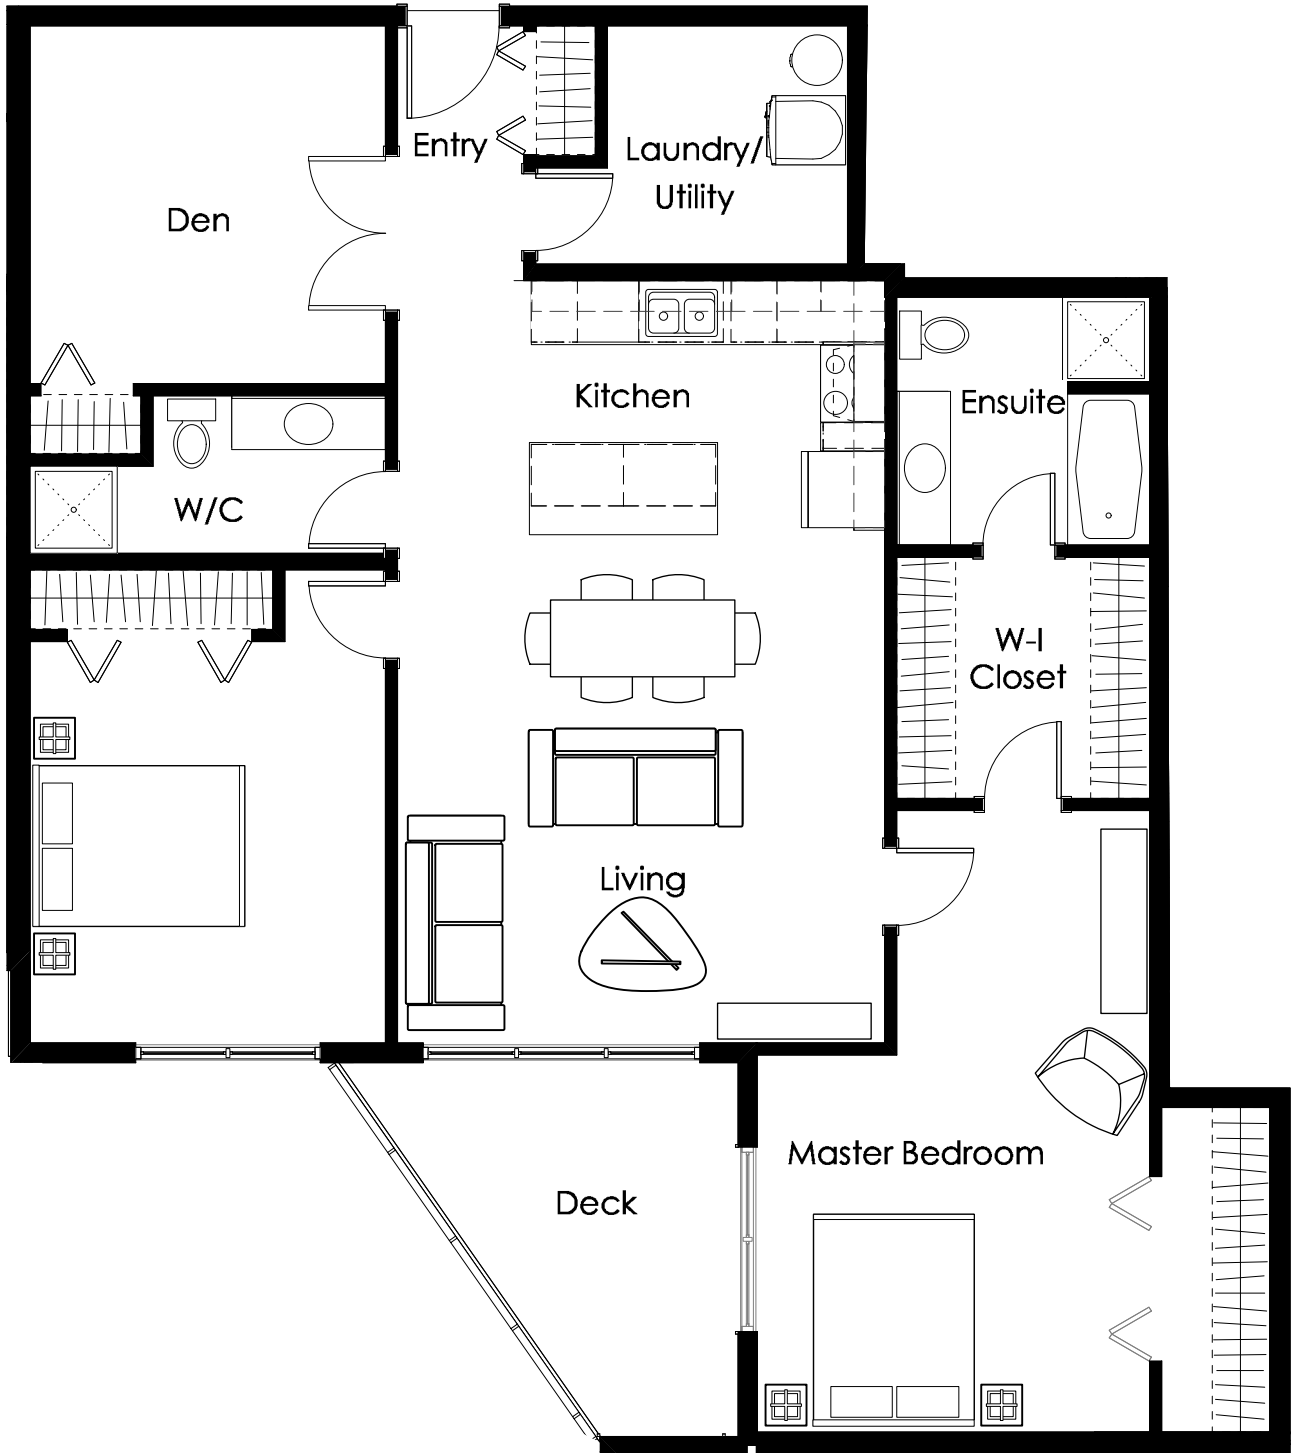 Entry
Laundry/
Utility
Den
Kitchen
Ensuite
W/C
W-I
Closet
Living
Master Bedroom
Deck